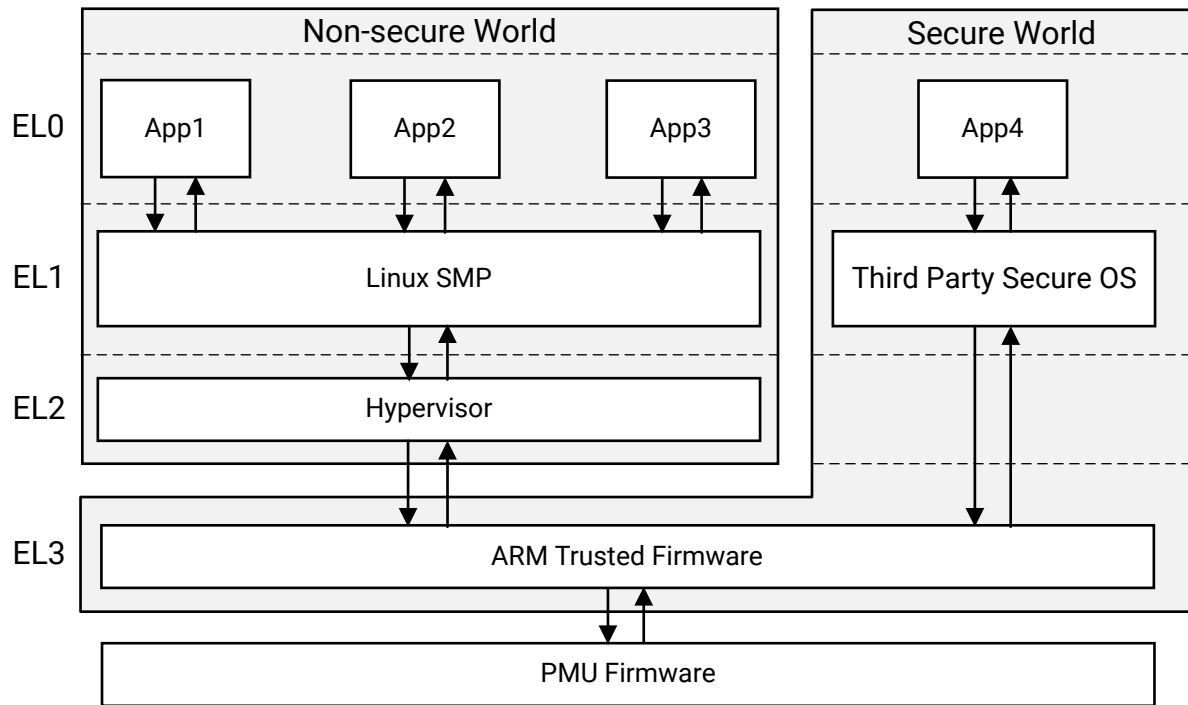 Non-secure World
Secure World
EL0
App1
App2
App3
App4
EL1
Linux SMP
Third Party Secure OS
EL2
Hypervisor
EL3
ARM Trusted Firmware
PMU Firmware